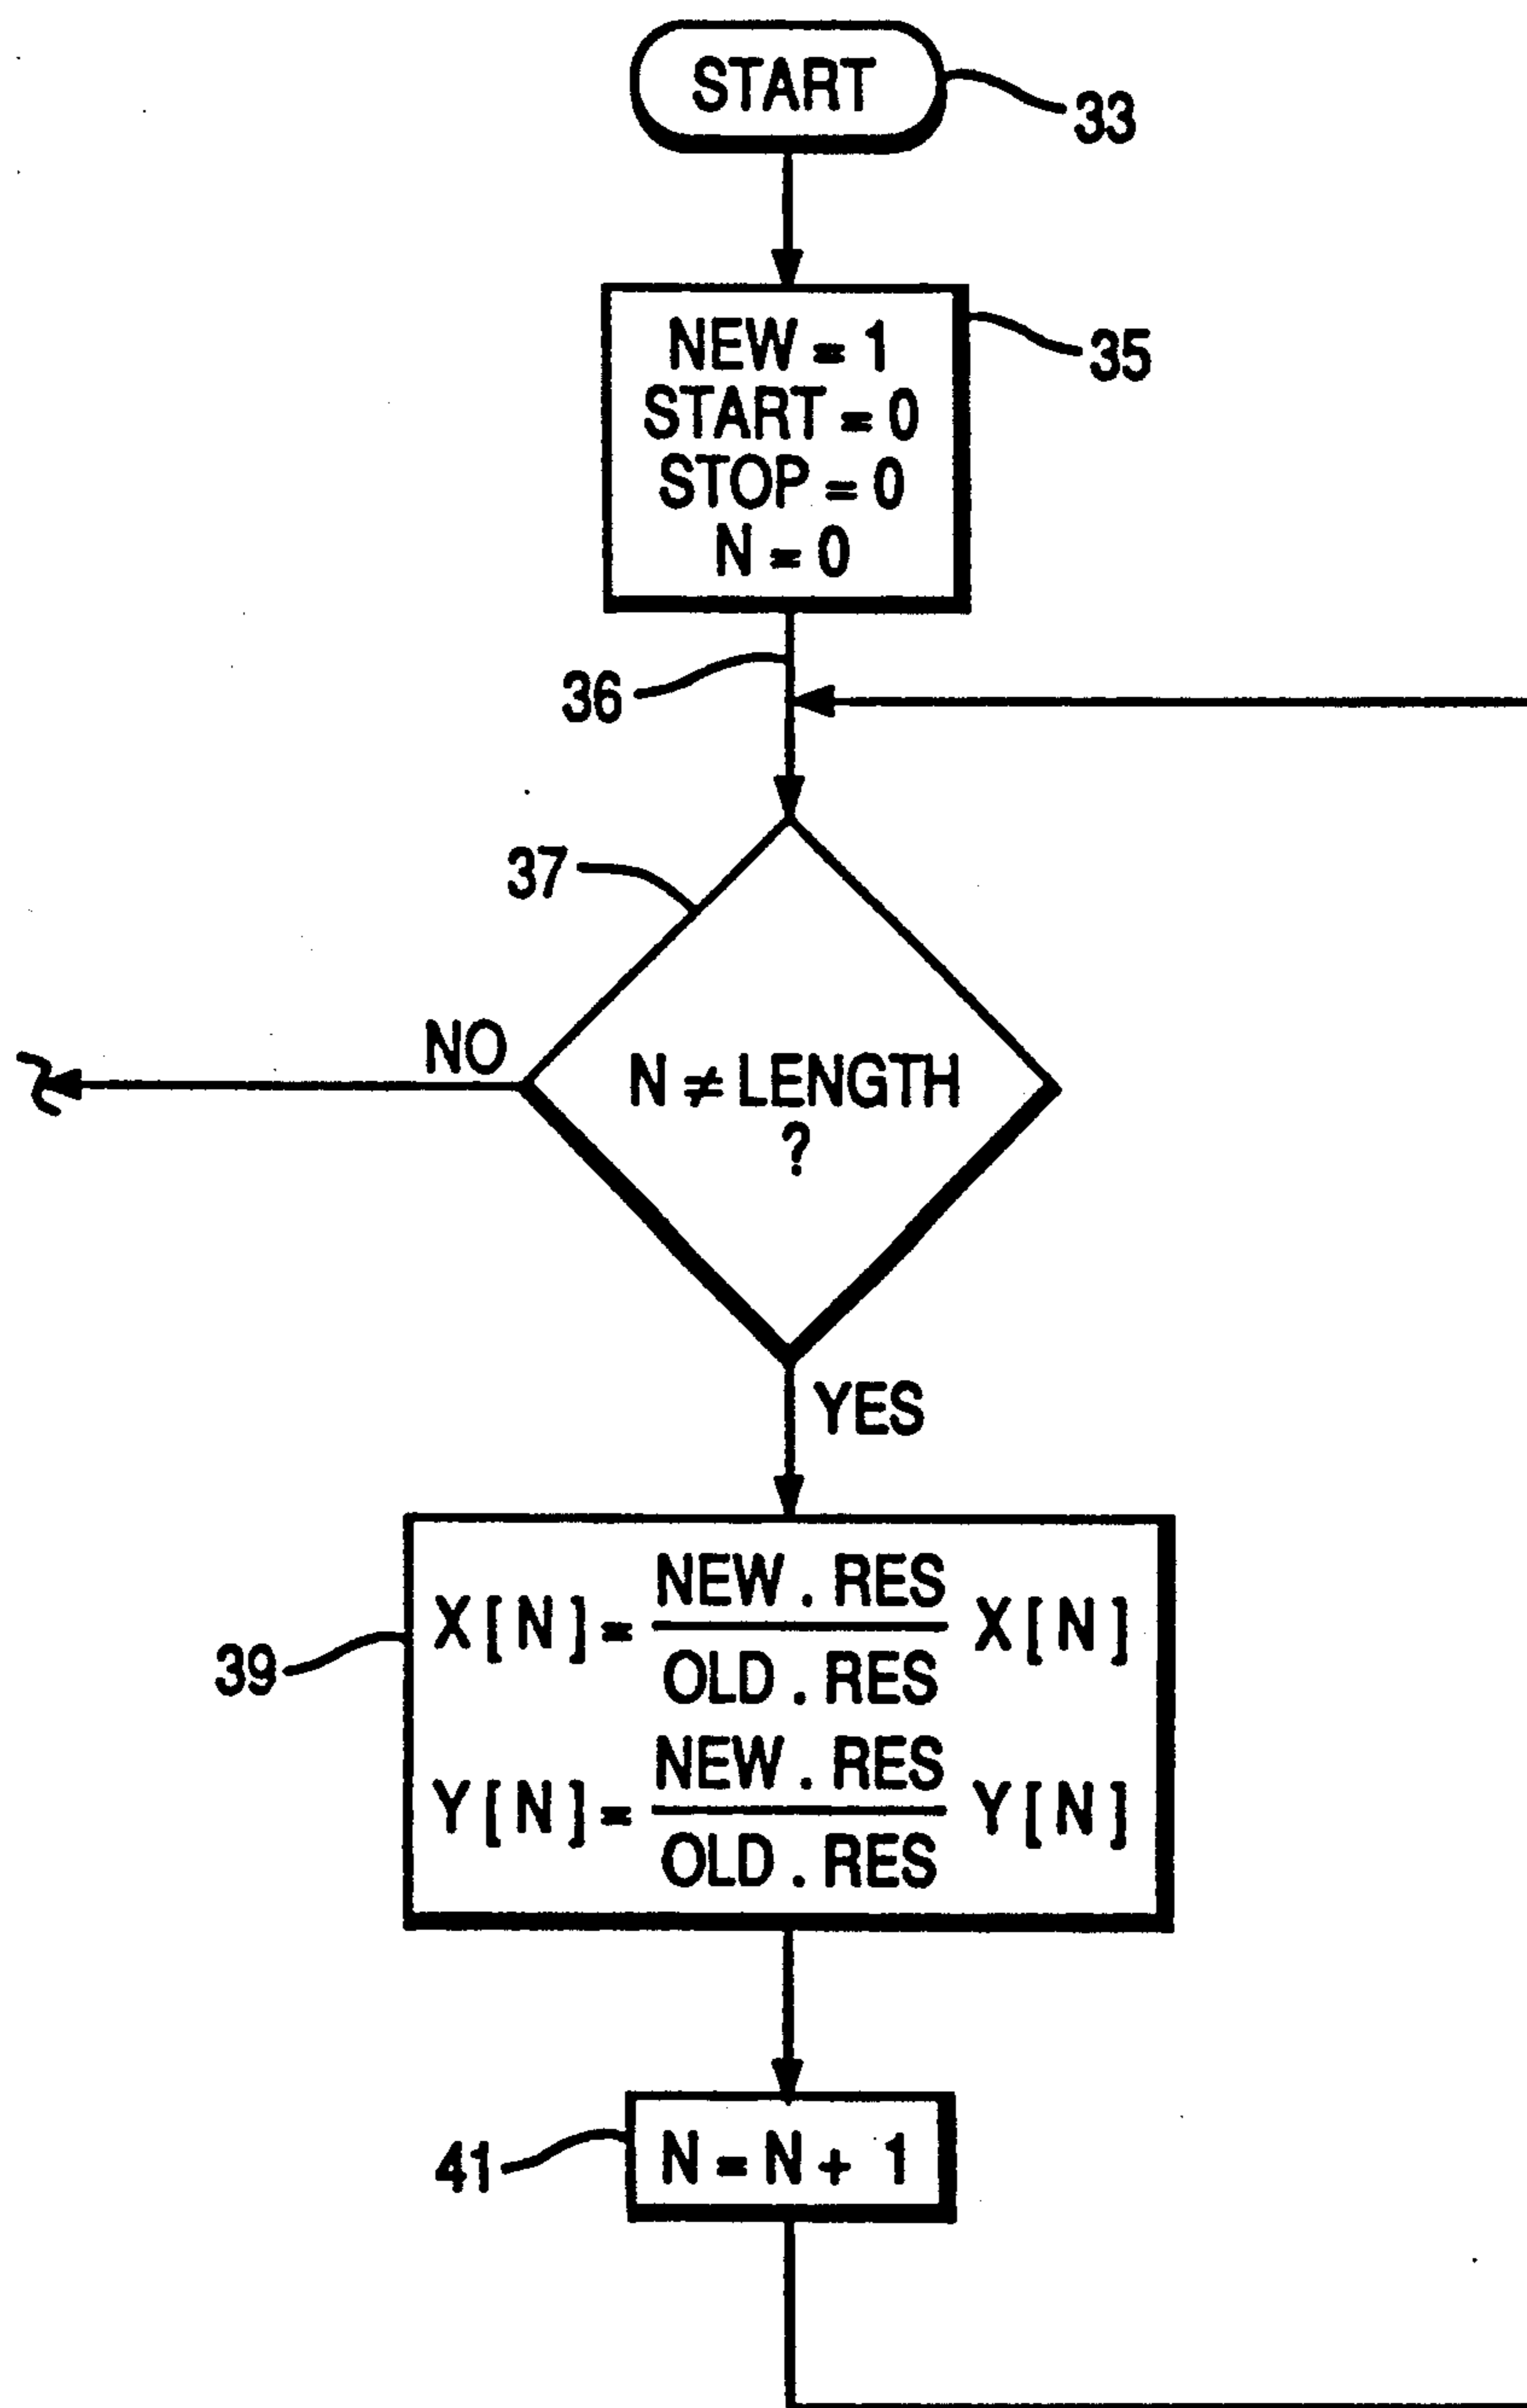 START
33
NEW = 1
START = 0
STOP = 0
N = 0
35
36
37
NO
N ≠ LENGTH
?
YES
39
X[N] = NEW . RES / OLD . RES X[N]
Y[N] = NEW . RES / OLD . RES Y[N]
41
N = N + 1